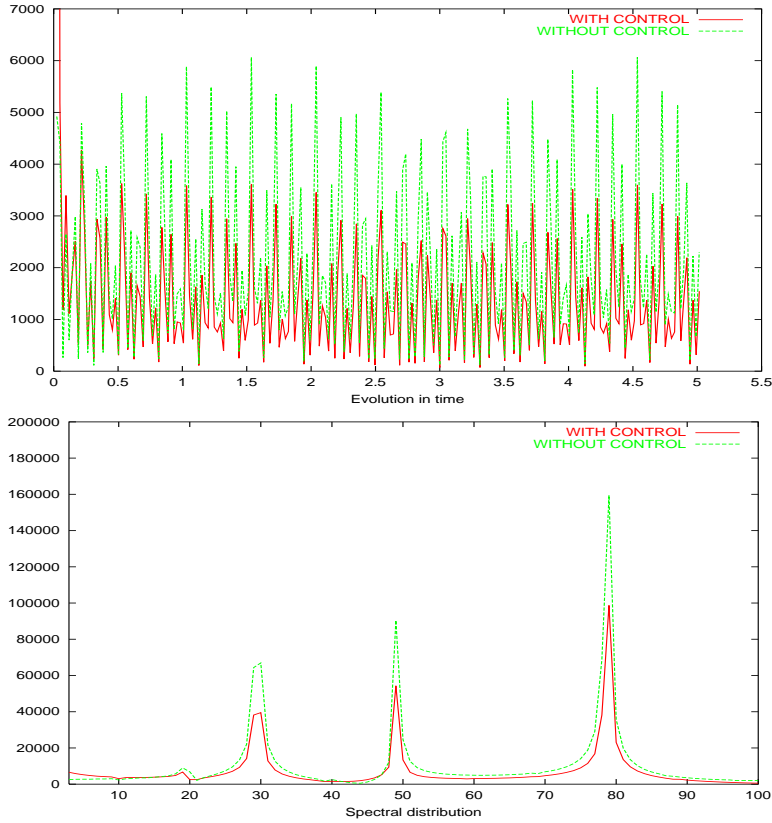 7000
6000
5000
4000
3000
2000
1000
0
WITH CONTROL
WITHOUT CONTROL
0 0.5 1 1.5 2 2.5 3 3.5 4 4.5 5 5.5
Evolution in time
200000
180000
160000
140000
120000
100000
80000
60000
40000
20000
0
WITH CONTROL
WITHOUT CONTROL
10 20 30 40 50 60 70 80 90 100
Spectral distribution